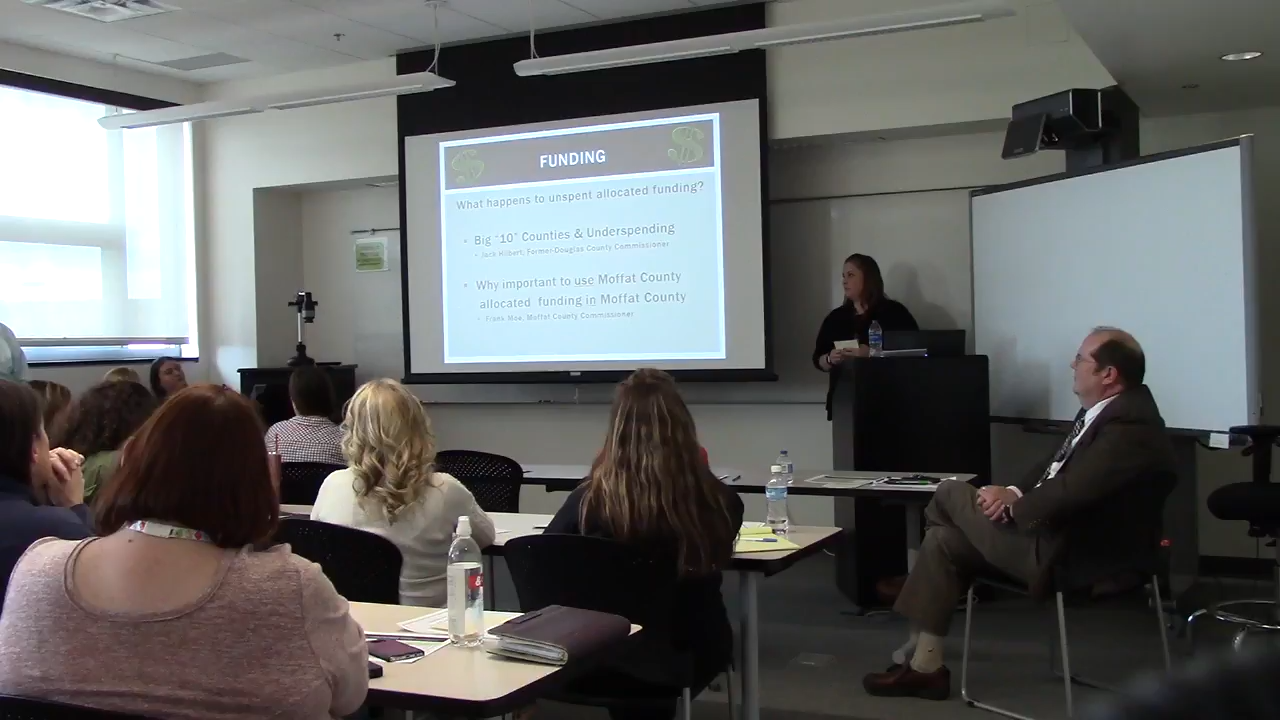 FUNDING
What happens to unspent allocated funding?
Big "10" Counties & Underspending
Jack Hilbert, Former-Douglas County Commissioner
Why important to use Moffat County
allocated funding in Moffat County
Frank Moe, Moffat County Commissioner